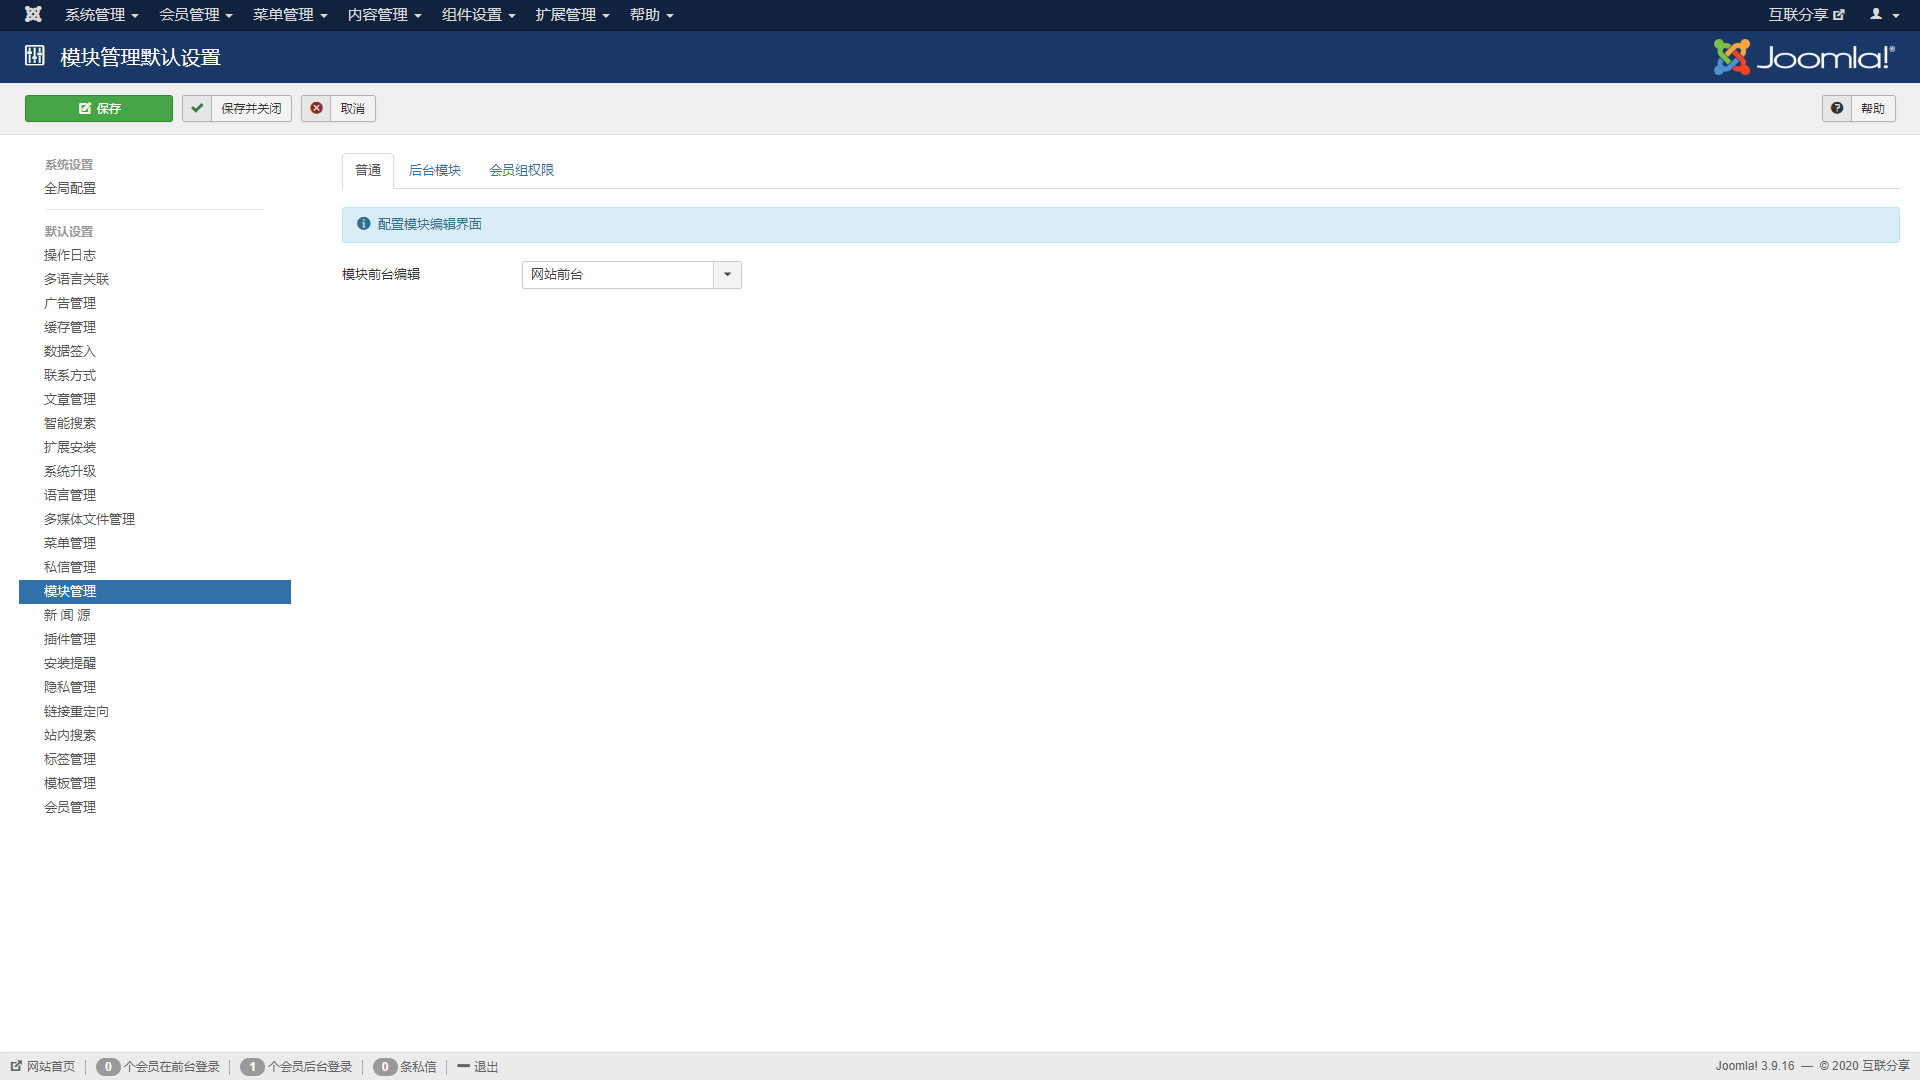 系统管理 会员管理 菜单管理 内容管理 组件设置 扩展管理 帮助 互联分享
模块管理默认设置 Joomla!®
保存 保存并关闭 取消 帮助
系统设置
全局配置
默认设置
操作日志
多语言关联
广告管理
缓存管理
数据签入
联系方式
文章管理
智能搜索
扩展安装
系统升级
语言管理
多媒体文件管理
菜单管理
私信管理
模块管理
新 闻 源
插件管理
安装提醒
隐私管理
链接重定向
站内搜索
标签管理
模板管理
会员管理
普通 后台模块 会员组权限
配置模块编辑界面
模块前台编辑 网站前台
网站首页 0 个会员在前台登录 1 个会员后台登录 0 条私信 退出 Joomla! 3.9.16 — © 2020 互联分享